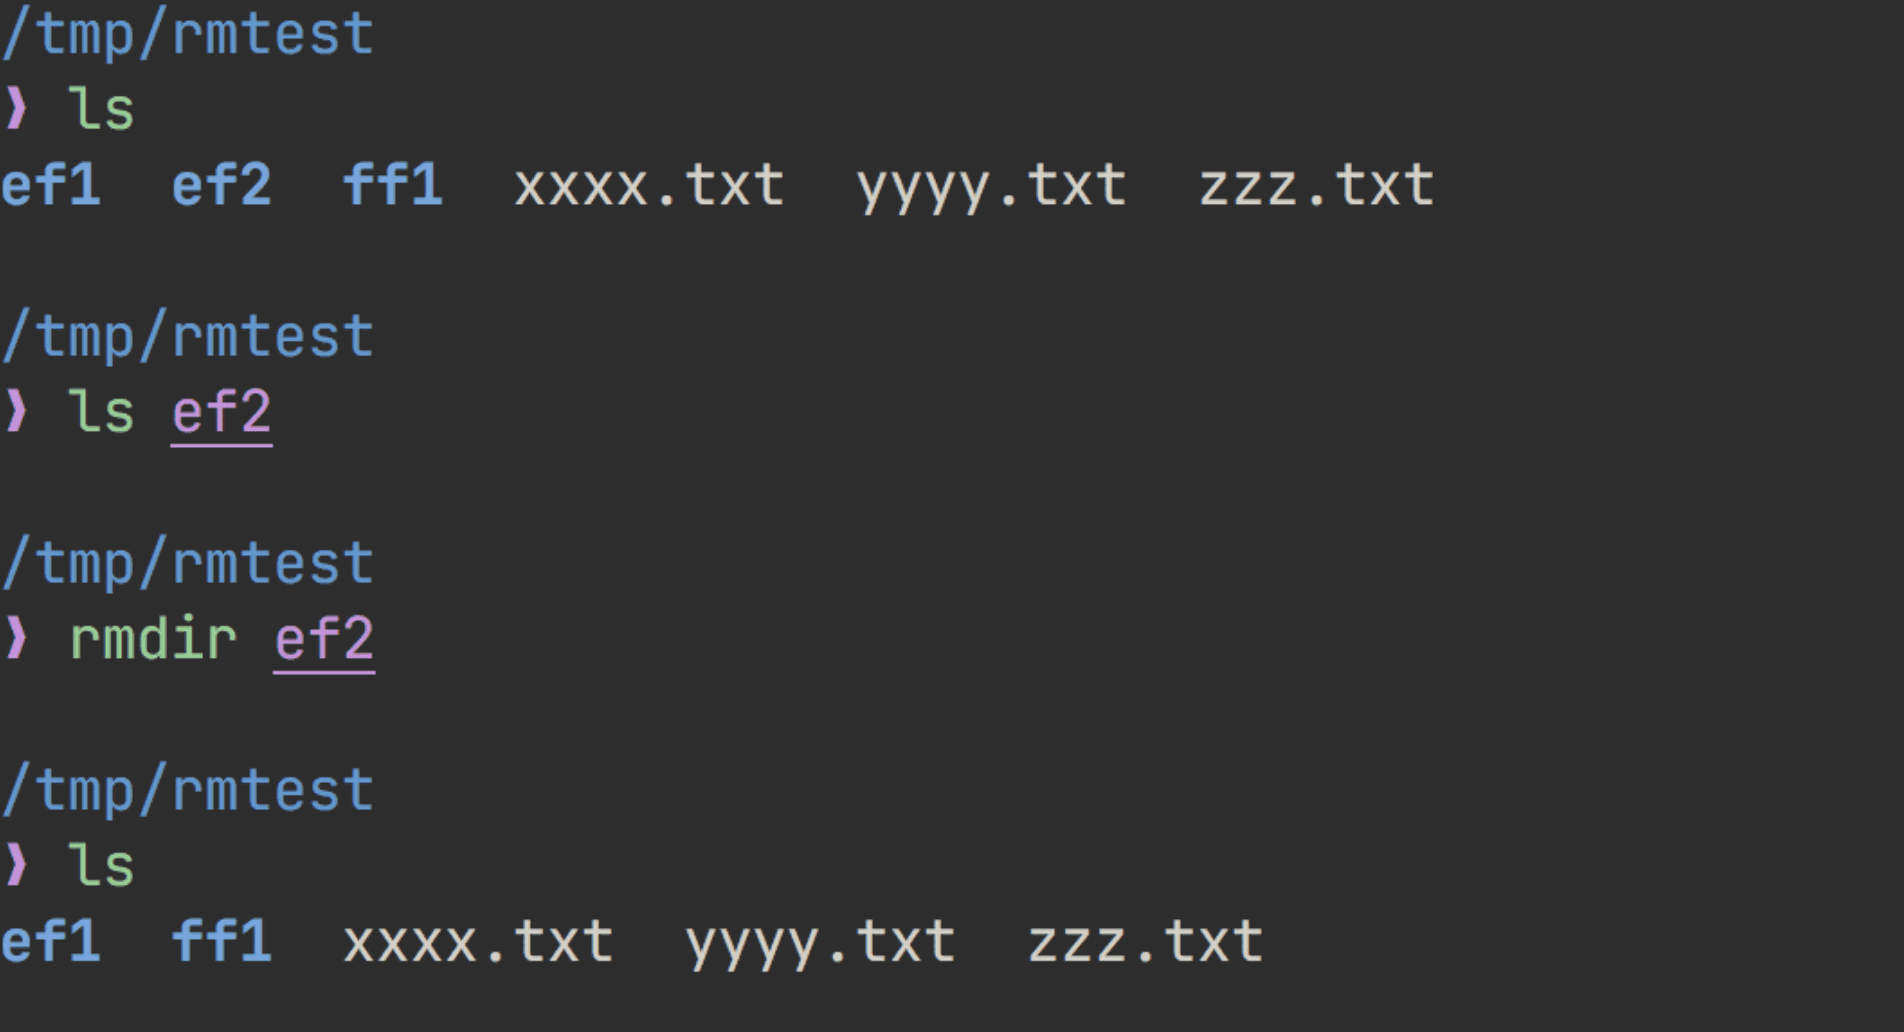 /tmp/rmtest
❯ ls
ef1  ef2  ff1  xxxx.txt  yyyy.txt  zzz.txt
/tmp/rmtest
❯ ls ef2
/tmp/rmtest
❯ rmdir ef2
/tmp/rmtest
❯ ls
ef1  ff1  xxxx.txt  yyyy.txt  zzz.txt